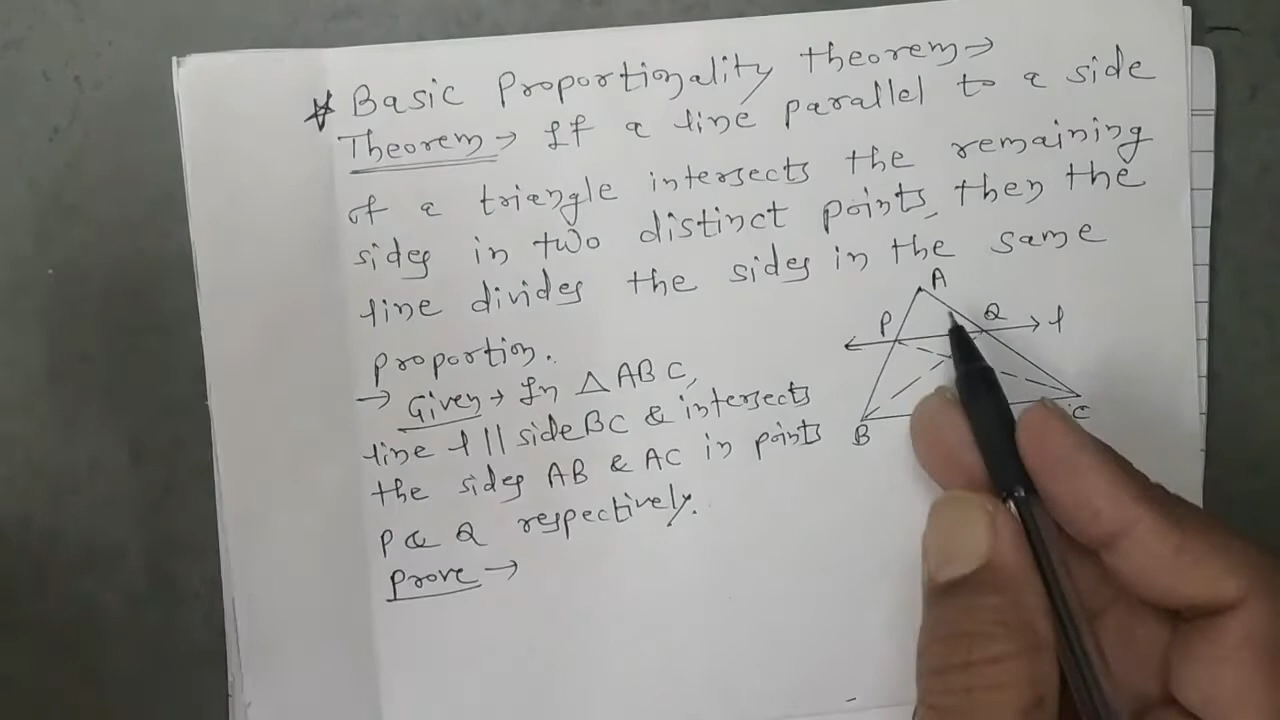 * Basic Proportionality theorem→
Theorem→ If a line parallel to a side
of a triangle intersects the remaining
sides in two distinct points, then the
line divides the sides in the same
proportion.
→ Given→ In △ABC,
line l || side BC & intersects
the sides AB & AC in points
P & Q respectively.
Prove →
A
P
Q
l
B
C